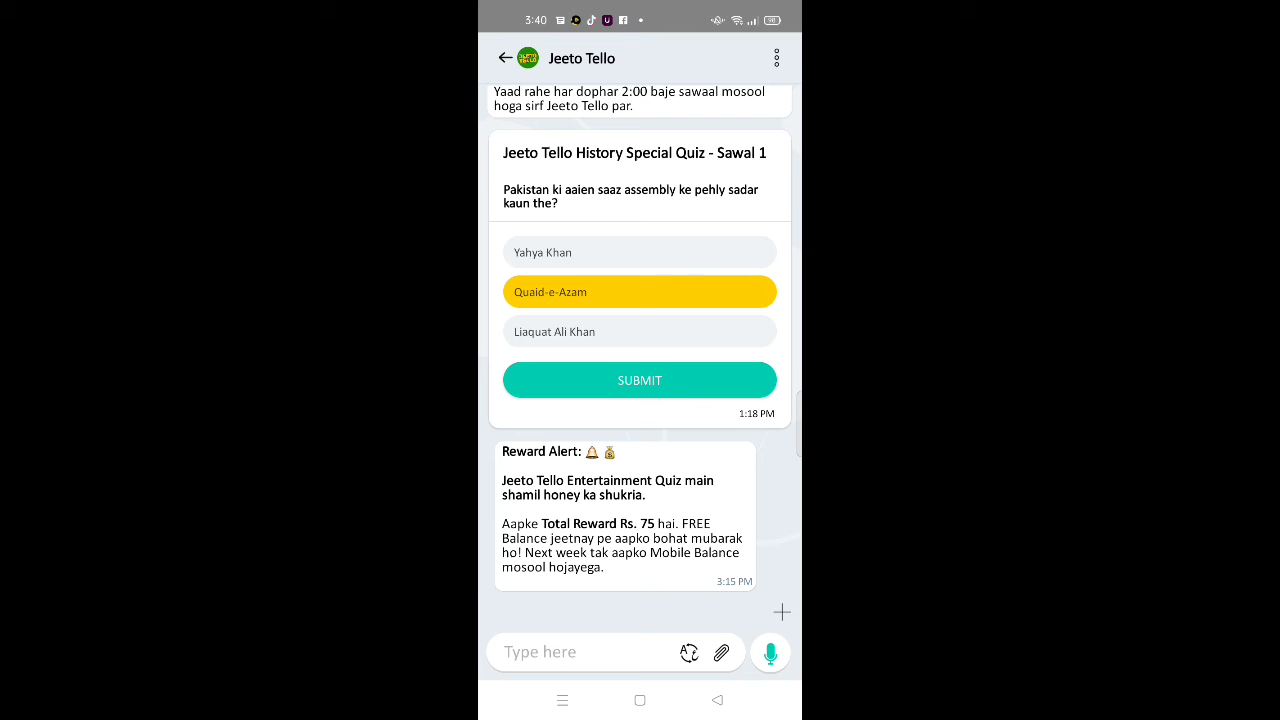 3:40
Jeeto Tello
Yaad rahe har dophar 2:00 baje sawaal mosool
hoga sirf Jeeto Tello par.
Jeeto Tello History Special Quiz - Sawal 1
Pakistan ki aaien saaz assembly ke pehly sadar
kaun the?
Yahya Khan
Quaid-e-Azam
Liaquat Ali Khan
SUBMIT
1:18 PM
Reward Alert: 🔔 💰
Jeeto Tello Entertainment Quiz main
shamil honey ka shukria.
Aapke Total Reward Rs. 75 hai. FREE
Balance jeetnay pe aapko bohat mubarak
ho! Next week tak aapko Mobile Balance
mosool hojayega.
3:15 PM
Type here